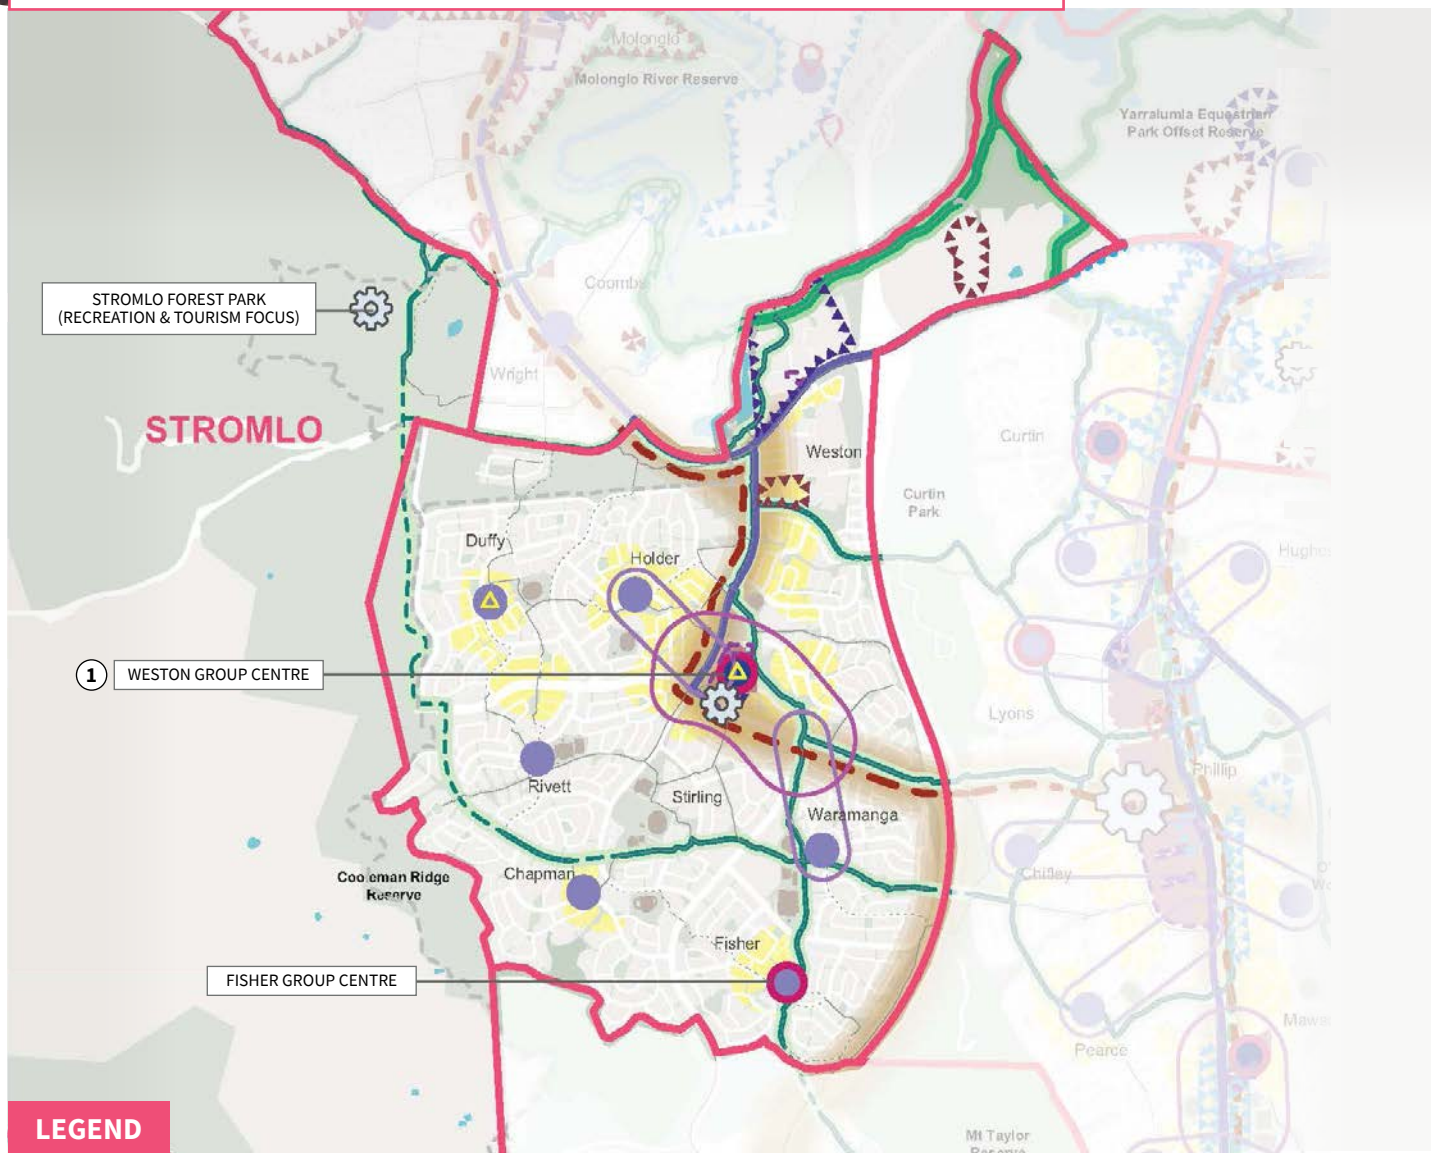 Molonglo
Molonglo River Reserve
Yarralumla Equestrian
Park Offset Reserve
Coombs
STROMLO FOREST PARK
(RECREATION & TOURISM FOCUS)
Wright
STROMLO
Weston
Curtin
Curtin
Park
Duffy
Holder
Hughes
1
WESTON GROUP CENTRE
Lyons
Phillip
Rivett
Stirling
Waramanga
Chapman
Cooleman Ridge
Reserve
Chifley
Fisher
FISHER GROUP CENTRE
Pearce
LEGEND
Mt Taylor
Reserve